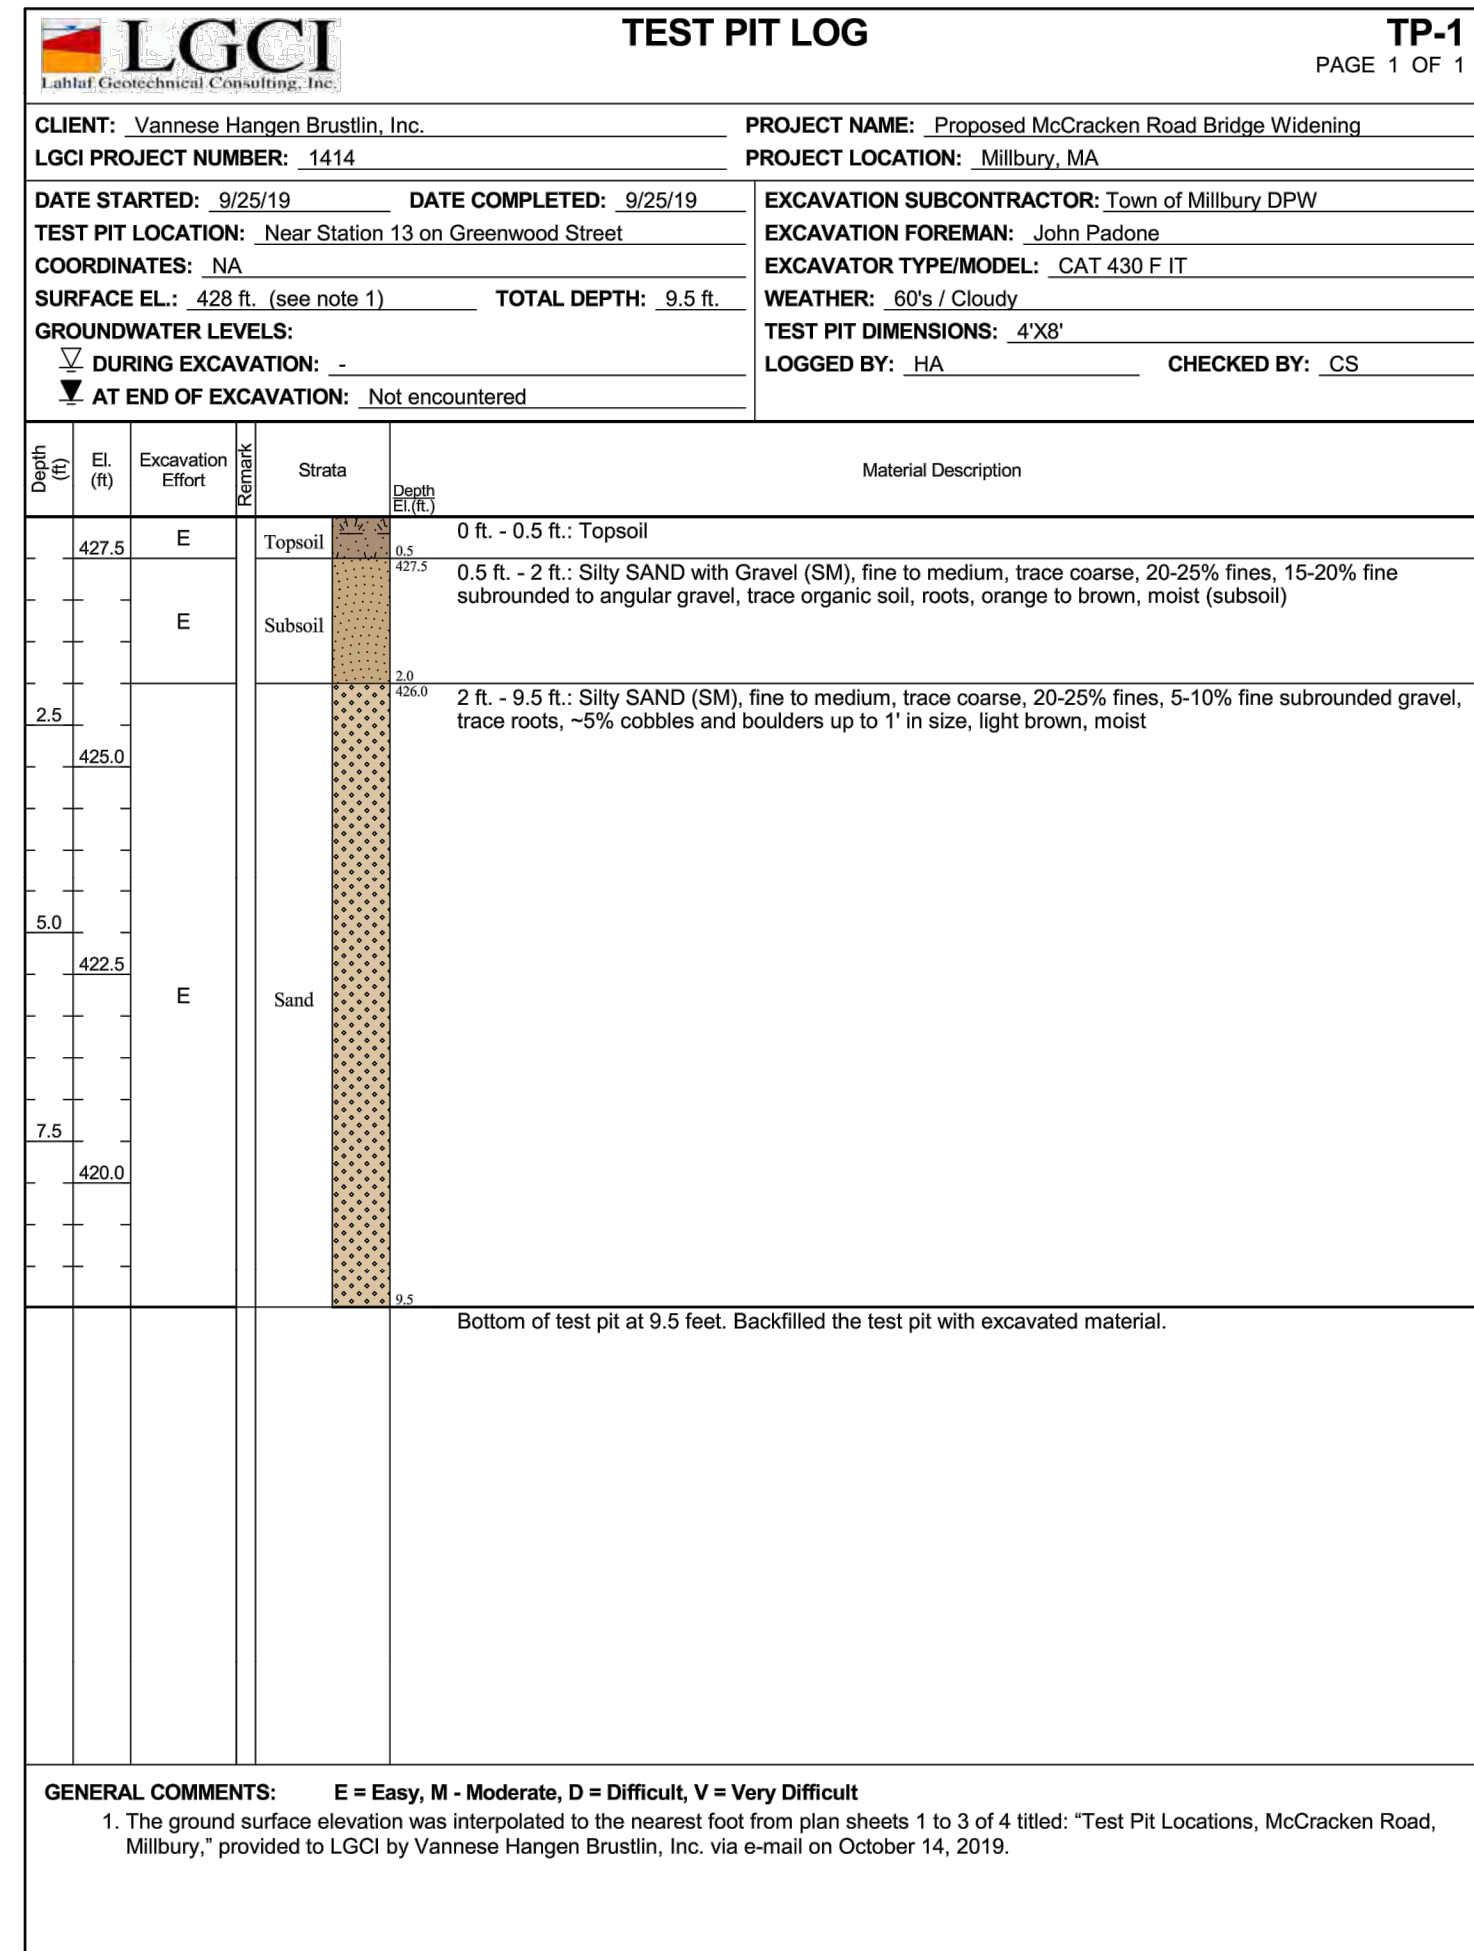 LGCI
Lahlaf Geotechnical Consulting, Inc.
TEST PIT LOG
TP-1
PAGE 1 OF 1
CLIENT: Vannese Hangen Brustlin, Inc.
PROJECT NAME: Proposed McCracken Road Bridge Widening
LGCI PROJECT NUMBER: 1414
PROJECT LOCATION: Millbury, MA
DATE STARTED: 9/25/19 DATE COMPLETED: 9/25/19
TEST PIT LOCATION: Near Station 13 on Greenwood Street
COORDINATES: NA
SURFACE EL.: 428 ft. (see note 1) TOTAL DEPTH: 9.5 ft.
GROUNDWATER LEVELS:
DURING EXCAVATION: -
AT END OF EXCAVATION: Not encountered
EXCAVATION SUBCONTRACTOR: Town of Millbury DPW
EXCAVATION FOREMAN: John Padone
EXCAVATOR TYPE/MODEL: CAT 430 F IT
WEATHER: 60's / Cloudy
TEST PIT DIMENSIONS: 4'X8'
LOGGED BY: HA CHECKED BY: CS
Depth
(ft)
El.
(ft)
Excavation
Effort
Remark
Strata
Depth
El.(ft.)
Material Description
427.5
E
Topsoil
0.5
427.5
0 ft. - 0.5 ft.: Topsoil
E
Subsoil
0.5 ft. - 2 ft.: Silty SAND with Gravel (SM), fine to medium, trace coarse, 20-25% fines, 15-20% fine
subrounded to angular gravel, trace organic soil, roots, orange to brown, moist (subsoil)
2.0
426.0
2 ft. - 9.5 ft.: Silty SAND (SM), fine to medium, trace coarse, 20-25% fines, 5-10% fine subrounded gravel,
trace roots, ~5% cobbles and boulders up to 1' in size, light brown, moist
2.5
425.0
5.0
422.5
E
Sand
7.5
420.0
9.5
Bottom of test pit at 9.5 feet. Backfilled the test pit with excavated material.
GENERAL COMMENTS: E = Easy, M - Moderate, D = Difficult, V = Very Difficult
1. The ground surface elevation was interpolated to the nearest foot from plan sheets 1 to 3 of 4 titled: “Test Pit Locations, McCracken Road,
Millbury,” provided to LGCI by Vannese Hangen Brustlin, Inc. via e-mail on October 14, 2019.